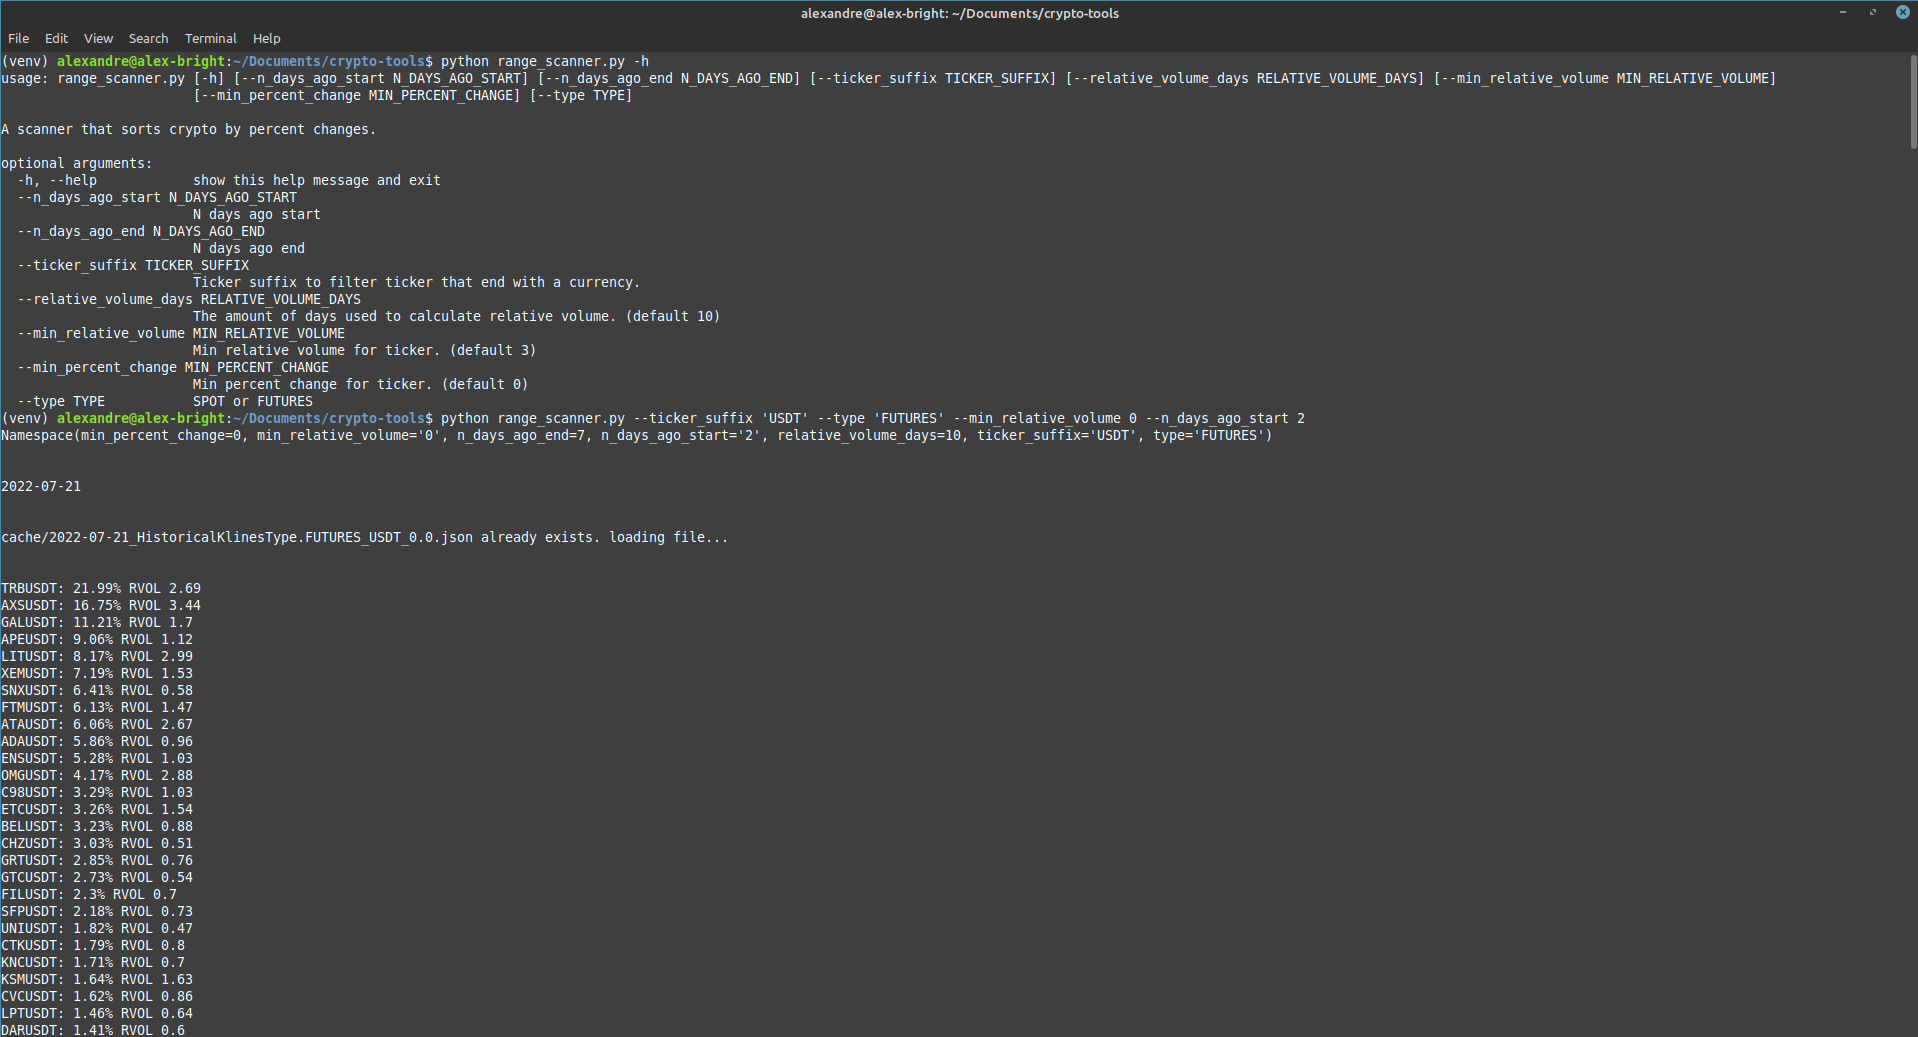 alexandre@alex-bright: ~/Documents/crypto-tools
File Edit View Search Terminal Help
(venv) alexandre@alex-bright:~/Documents/crypto-tools$ python range_scanner.py -h
usage: range_scanner.py [-h] [--n_days_ago_start N_DAYS_AGO_START] [--n_days_ago_end N_DAYS_AGO_END] [--ticker_suffix TICKER_SUFFIX] [--relative_volume_days RELATIVE_VOLUME_DAYS] [--min_relative_volume MIN_RELATIVE_VOLUME]
[--min_percent_change MIN_PERCENT_CHANGE] [--type TYPE]
A scanner that sorts crypto by percent changes.
optional arguments:
-h, --help show this help message and exit
--n_days_ago_start N_DAYS_AGO_START
N days ago start
--n_days_ago_end N_DAYS_AGO_END
N days ago end
--ticker_suffix TICKER_SUFFIX
Ticker suffix to filter ticker that end with a currency.
--relative_volume_days RELATIVE_VOLUME_DAYS
The amount of days used to calculate relative volume. (default 10)
--min_relative_volume MIN_RELATIVE_VOLUME
Min relative volume for ticker. (default 3)
--min_percent_change MIN_PERCENT_CHANGE
Min percent change for ticker. (default 0)
--type TYPE SPOT or FUTURES
(venv) alexandre@alex-bright:~/Documents/crypto-tools$ python range_scanner.py --ticker_suffix 'USDT' --type 'FUTURES' --min_relative_volume 0 --n_days_ago_start 2
Namespace(min_percent_change=0, min_relative_volume='0', n_days_ago_end=7, n_days_ago_start='2', relative_volume_days=10, ticker_suffix='USDT', type='FUTURES')
2022-07-21
cache/2022-07-21_HistoricalKlinesType.FUTURES_USDT_0.0.json already exists. loading file...
TRBUSDT: 21.99% RVOL 2.69
AXSUSDT: 16.75% RVOL 3.44
GALUSDT: 11.21% RVOL 1.7
APEUSDT: 9.06% RVOL 1.12
LITUSDT: 8.17% RVOL 2.99
XEMUSDT: 7.19% RVOL 1.53
SNXUSDT: 6.41% RVOL 0.58
FTMUSDT: 6.13% RVOL 1.47
ATAUSDT: 6.06% RVOL 2.67
ADAUSDT: 5.86% RVOL 0.96
ENSUSDT: 5.28% RVOL 1.03
OMGUSDT: 4.17% RVOL 2.88
C98USDT: 3.29% RVOL 1.03
ETCUSDT: 3.26% RVOL 1.54
BELUSDT: 3.23% RVOL 0.88
CHZUSDT: 3.03% RVOL 0.51
GRTUSDT: 2.85% RVOL 0.76
GTCUSDT: 2.73% RVOL 0.54
FILUSDT: 2.3% RVOL 0.7
SFPUSDT: 2.18% RVOL 0.73
UNIUSDT: 1.82% RVOL 0.47
CTKUSDT: 1.79% RVOL 0.8
KNCUSDT: 1.71% RVOL 0.7
KSMUSDT: 1.64% RVOL 1.63
CVCUSDT: 1.62% RVOL 0.86
LPTUSDT: 1.46% RVOL 0.64
DARUSDT: 1.41% RVOL 0.6